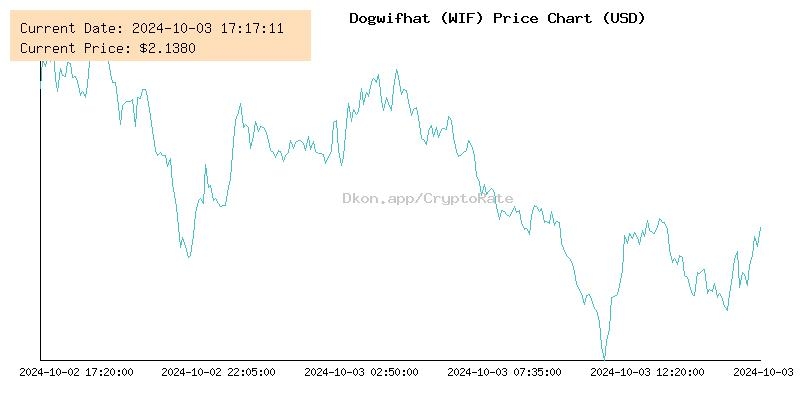 Dogwifhat (WIF) Price Chart (USD)
Current Date: 2024-10-03 17:17:11
Current Price: $2.1380
Dkon.app/CryptoRate
2024-10-02 17:20:00
2024-10-02 22:05:00
2024-10-03 02:50:00
2024-10-03 07:35:00
2024-10-03 12:20:00
2024-10-03